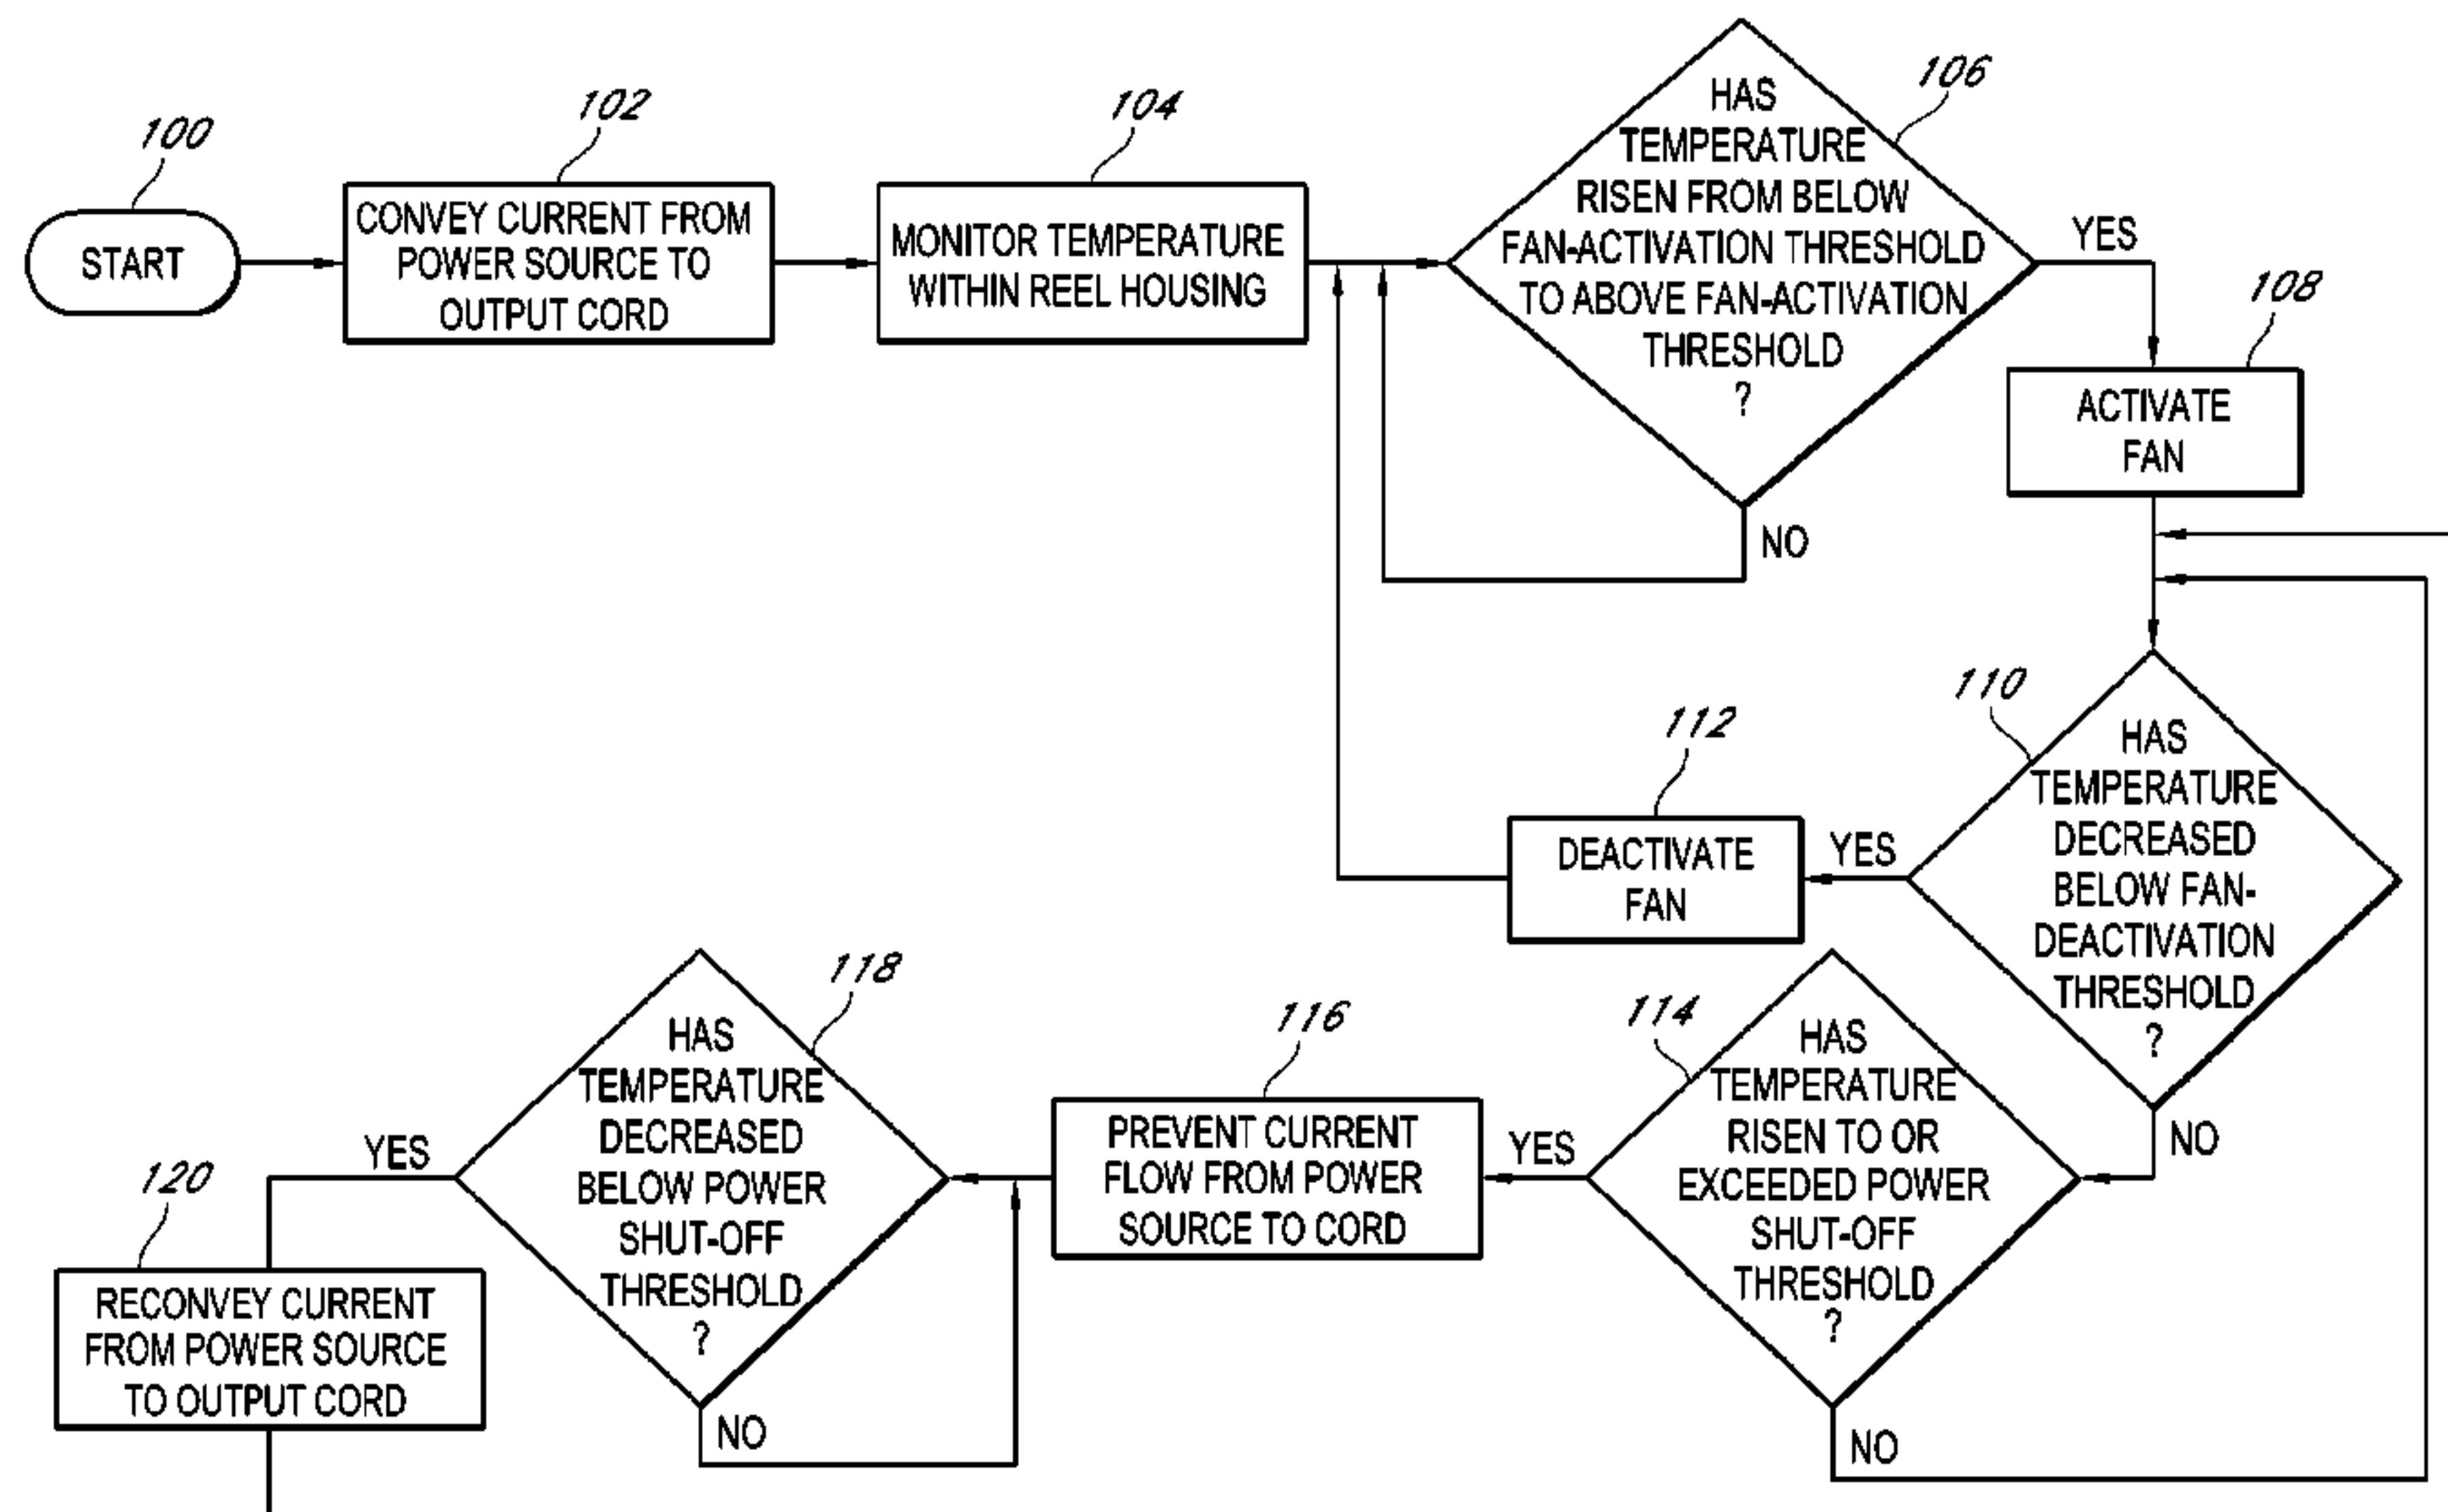 100
START
102
CONVEY CURRENT FROM
POWER SOURCE TO
OUTPUT CORD
104
MONITOR TEMPERATURE
WITHIN REEL HOUSING
106
HAS
TEMPERATURE
RISEN FROM BELOW
FAN-ACTIVATION THRESHOLD
TO ABOVE FAN-ACTIVATION
THRESHOLD
?
YES
NO
108
ACTIVATE
FAN
110
HAS
TEMPERATURE
DECREASED
BELOW FAN-
DEACTIVATION
THRESHOLD
?
YES
NO
112
DEACTIVATE
FAN
114
HAS
TEMPERATURE
RISEN TO OR
EXCEEDED POWER
SHUT-OFF
THRESHOLD
?
YES
NO
116
PREVENT CURRENT
FLOW FROM POWER
SOURCE TO CORD
118
HAS
TEMPERATURE
DECREASED
BELOW POWER
SHUT-OFF
THRESHOLD
?
YES
NO
120
RECONVEY CURRENT
FROM POWER SOURCE
TO OUTPUT CORD